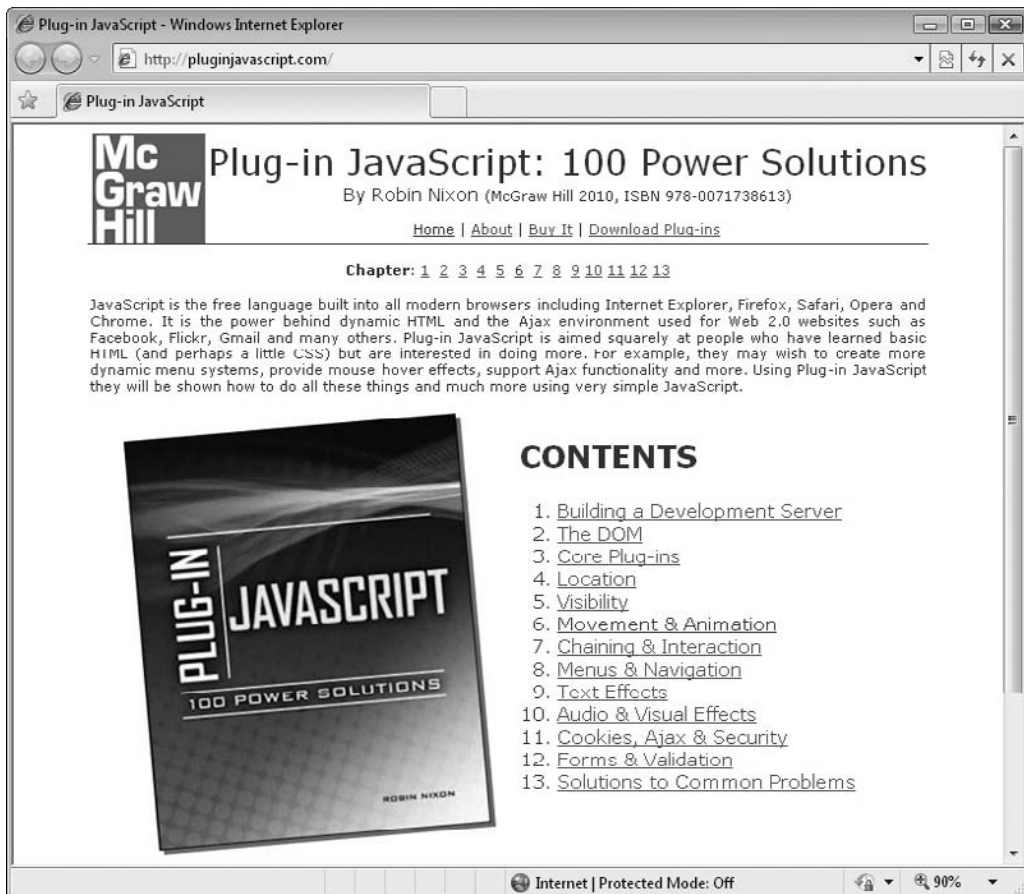 Plug-in JavaScript - Windows Internet Explorer
http://pluginjavascript.com/
Plug-in JavaScript
Mc
Graw
Hill
Plug-in JavaScript: 100 Power Solutions
By Robin Nixon (McGraw Hill 2010, ISBN 978-0071738613)
Home | About | Buy It | Download Plug-ins
Chapter: 1 2 3 4 5 6 7 8 9 10 11 12 13
JavaScript is the free language built into all modern browsers including Internet Explorer, Firefox, Safari, Opera and
Chrome. It is the power behind dynamic HTML and the Ajax environment used for Web 2.0 websites such as
Facebook, Flickr, Gmail and many others. Plug-in JavaScript is aimed squarely at people who have learned basic
HTML (and perhaps a little CSS) but are interested in doing more. For example, they may wish to create more
dynamic menu systems, provide mouse hover effects, support Ajax functionality and more. Using Plug-in JavaScript
they will be shown how to do all these things and much more using very simple JavaScript.
PLUG-IN
JAVASCRIPT
100 POWER SOLUTIONS
ROBIN NIXON
CONTENTS
1. Building a Development Server
2. The DOM
3. Core Plug-ins
4. Location
5. Visibility
6. Movement & Animation
7. Chaining & Interaction
8. Menus & Navigation
9. Text Effects
10. Audio & Visual Effects
11. Cookies, Ajax & Security
12. Forms & Validation
13. Solutions to Common Problems
Internet | Protected Mode: Off
90%